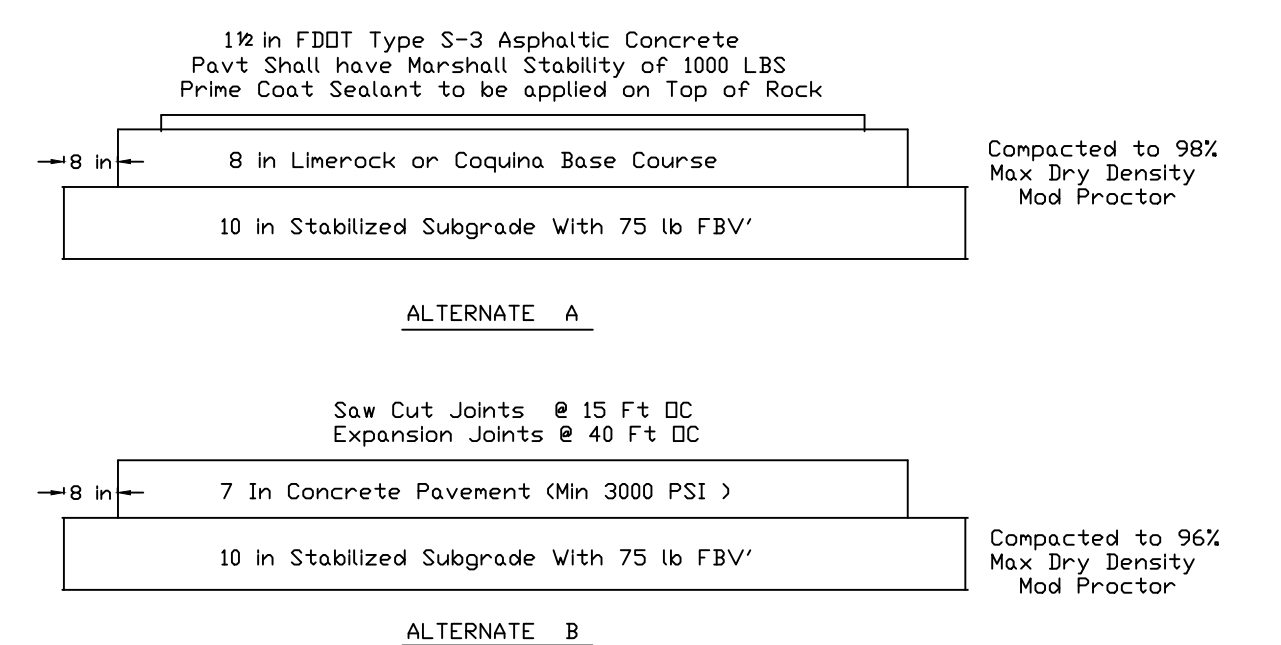 1½ in FDOT Type S-3 Asphaltic Concrete
Pavt Shall have Marshall Stability of 1000 LBS
Prime Coat Sealant to be applied on Top of Rock
8 in
8 in Limerock or Coquina Base Course
Compacted to 98%
Max Dry Density
Mod Proctor
10 in Stabilized Subgrade With 75 lb FBV'
ALTERNATE A
Saw Cut Joints @ 15 Ft OC
Expansion Joints @ 40 Ft OC
8 in
7 In Concrete Pavement (Min 3000 PSI )
10 in Stabilized Subgrade With 75 lb FBV'
Compacted to 96%
Max Dry Density
Mod Proctor
ALTERNATE B